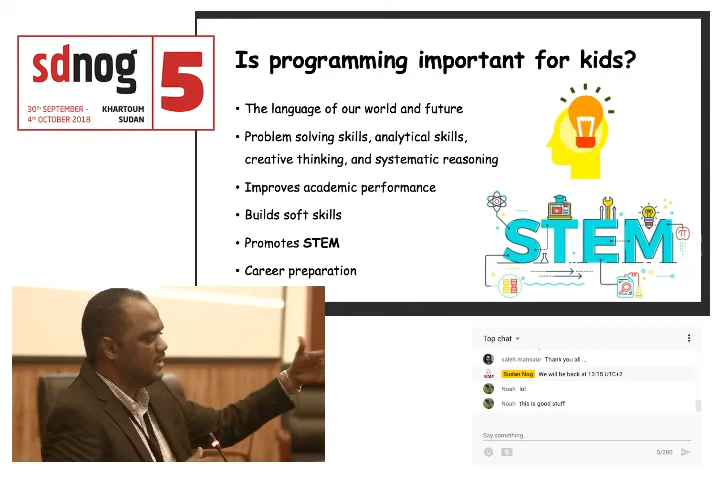 sdnog 5
30TH SEPTEMBER -
4TH OCTOBER 2018
KHARTOUM
SUDAN
Is programming important for kids?
• The language of our world and future
• Problem solving skills, analytical skills,
creative thinking, and systematic reasoning
• Improves academic performance
• Builds soft skills
• Promotes STEM
• Career preparation
STEM
π
Top chat
saleh mansour Thank you all ...
Sudan Nog We will be back at 13:15 UTC+2
Noah lol
Noah this is good stuff
Say something...
0/200